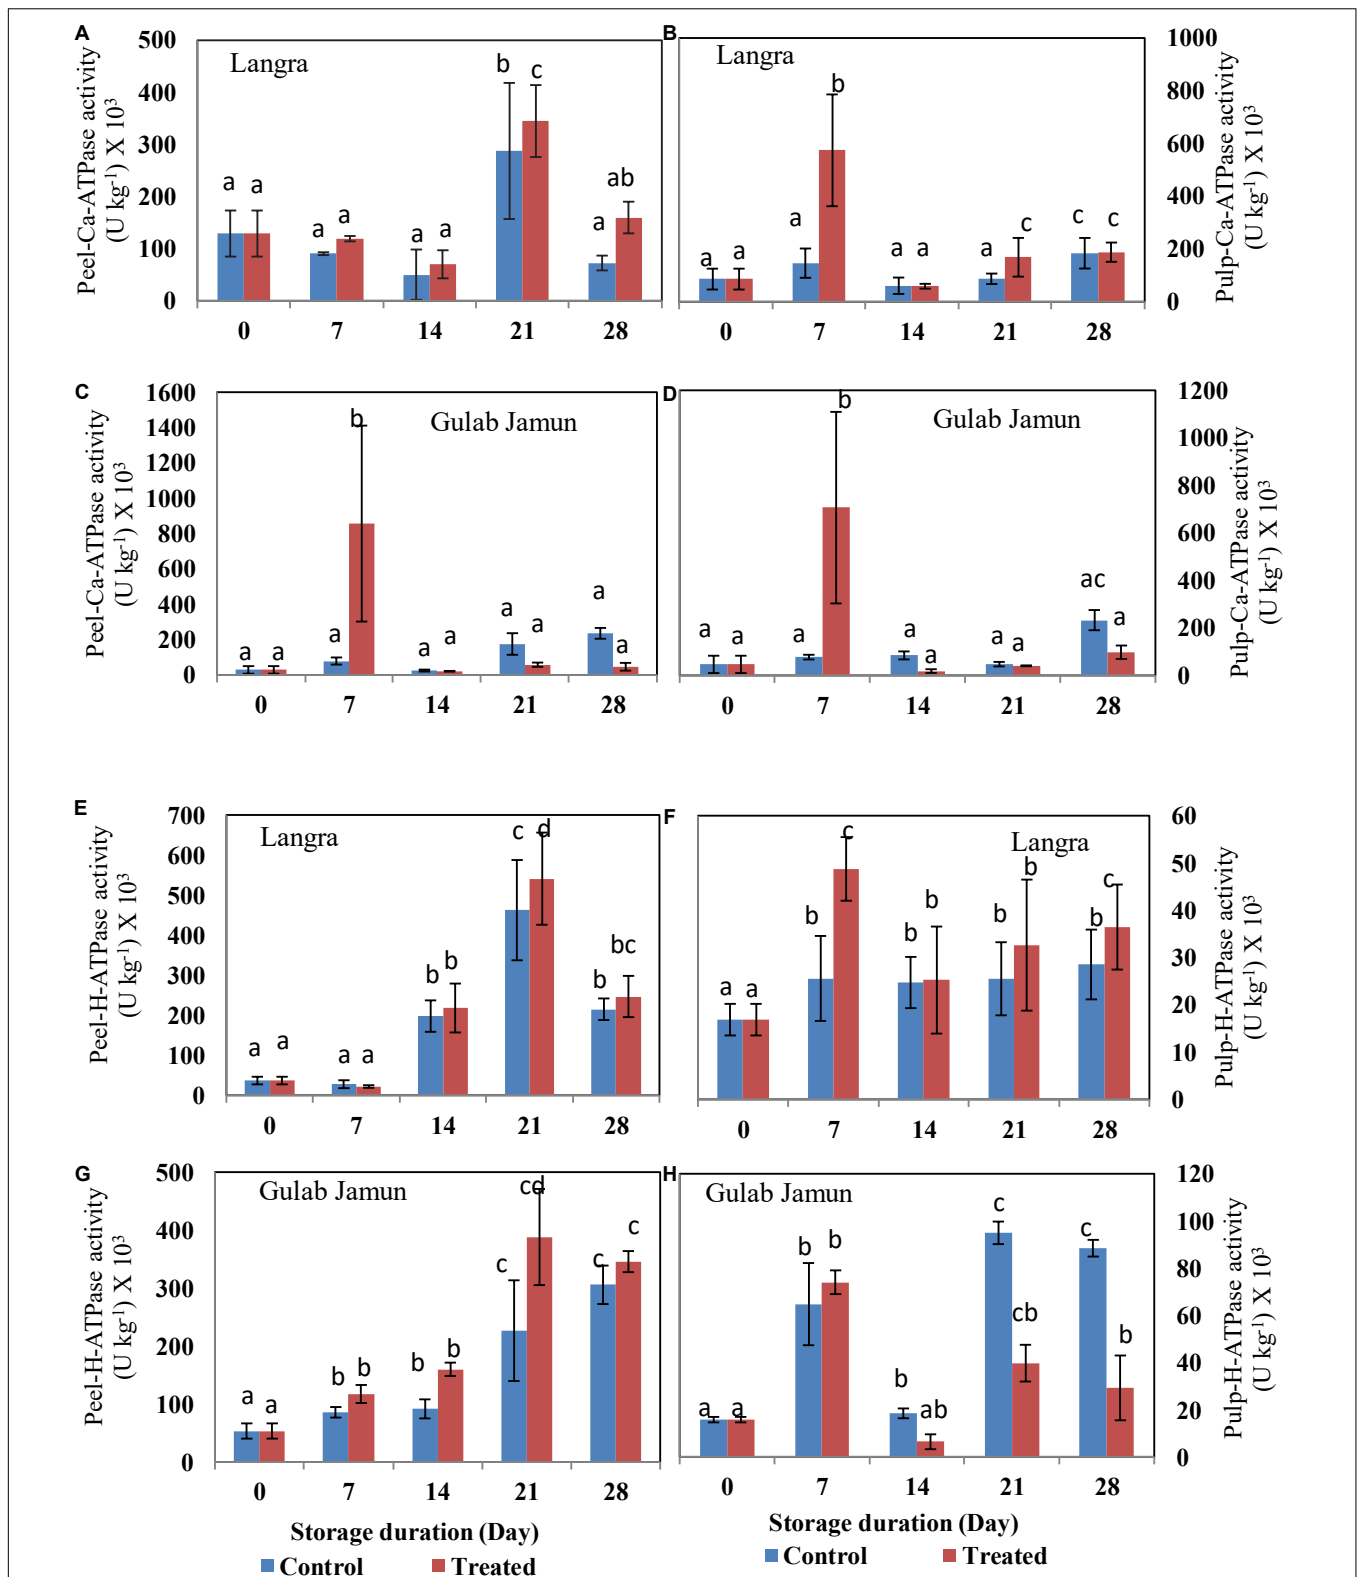 A
Peel-Ca-ATPase activity
(U kg-1) X 10³
500
400
300
200
100
0
Langra
a a a a a a b c a ab
0 7 14 21 28
B
Langra
a a a b a a a c c c
0 7 14 21 28
1000
800
600
400
200
0
Pulp-Ca-ATPase activity
(U kg-1) X 10³
C
Peel-Ca-ATPase activity
(U kg-1) X 10³
1600
1400
1200
1000
800
600
400
200
0
Gulab Jamun
a a a b a a a a a a
0 7 14 21 28
D
Gulab Jamun
a a a b a a a a ac a
0 7 14 21 28
1200
1000
800
600
400
200
0
Pulp-Ca-ATPase activity
(U kg-1) X 10³
E
Peel-H-ATPase activity
(U kg-1) X 10³
700
600
500
400
300
200
100
0
Langra
a a a a b b c d b bc
0 7 14 21 28
F
Langra
a a b c b b b b b c
0 7 14 21 28
60
50
40
30
20
10
0
Pulp-H-ATPase activity
(U kg-1) X 10³
G
Peel-H-ATPase activity
(U kg-1) X 10³
500
400
300
200
100
0
Gulab Jamun
a a b b b b c cd c c
0 7 14 21 28
Storage duration (Day)
Control Treated
H
Gulab Jamun
a a b b b ab c cb c b
0 7 14 21 28
120
100
80
60
40
20
0
Pulp-H-ATPase activity
(U kg-1) X 10³
Storage duration (Day)
Control Treated